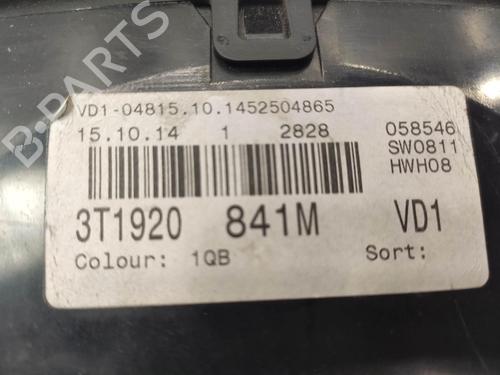 B-PARTS
VD1-04815.10.1452504865
15.10.14 1 2828 058546
SW0811
HWH08
3T1920 841M VD1
Colour: 1QB Sort: